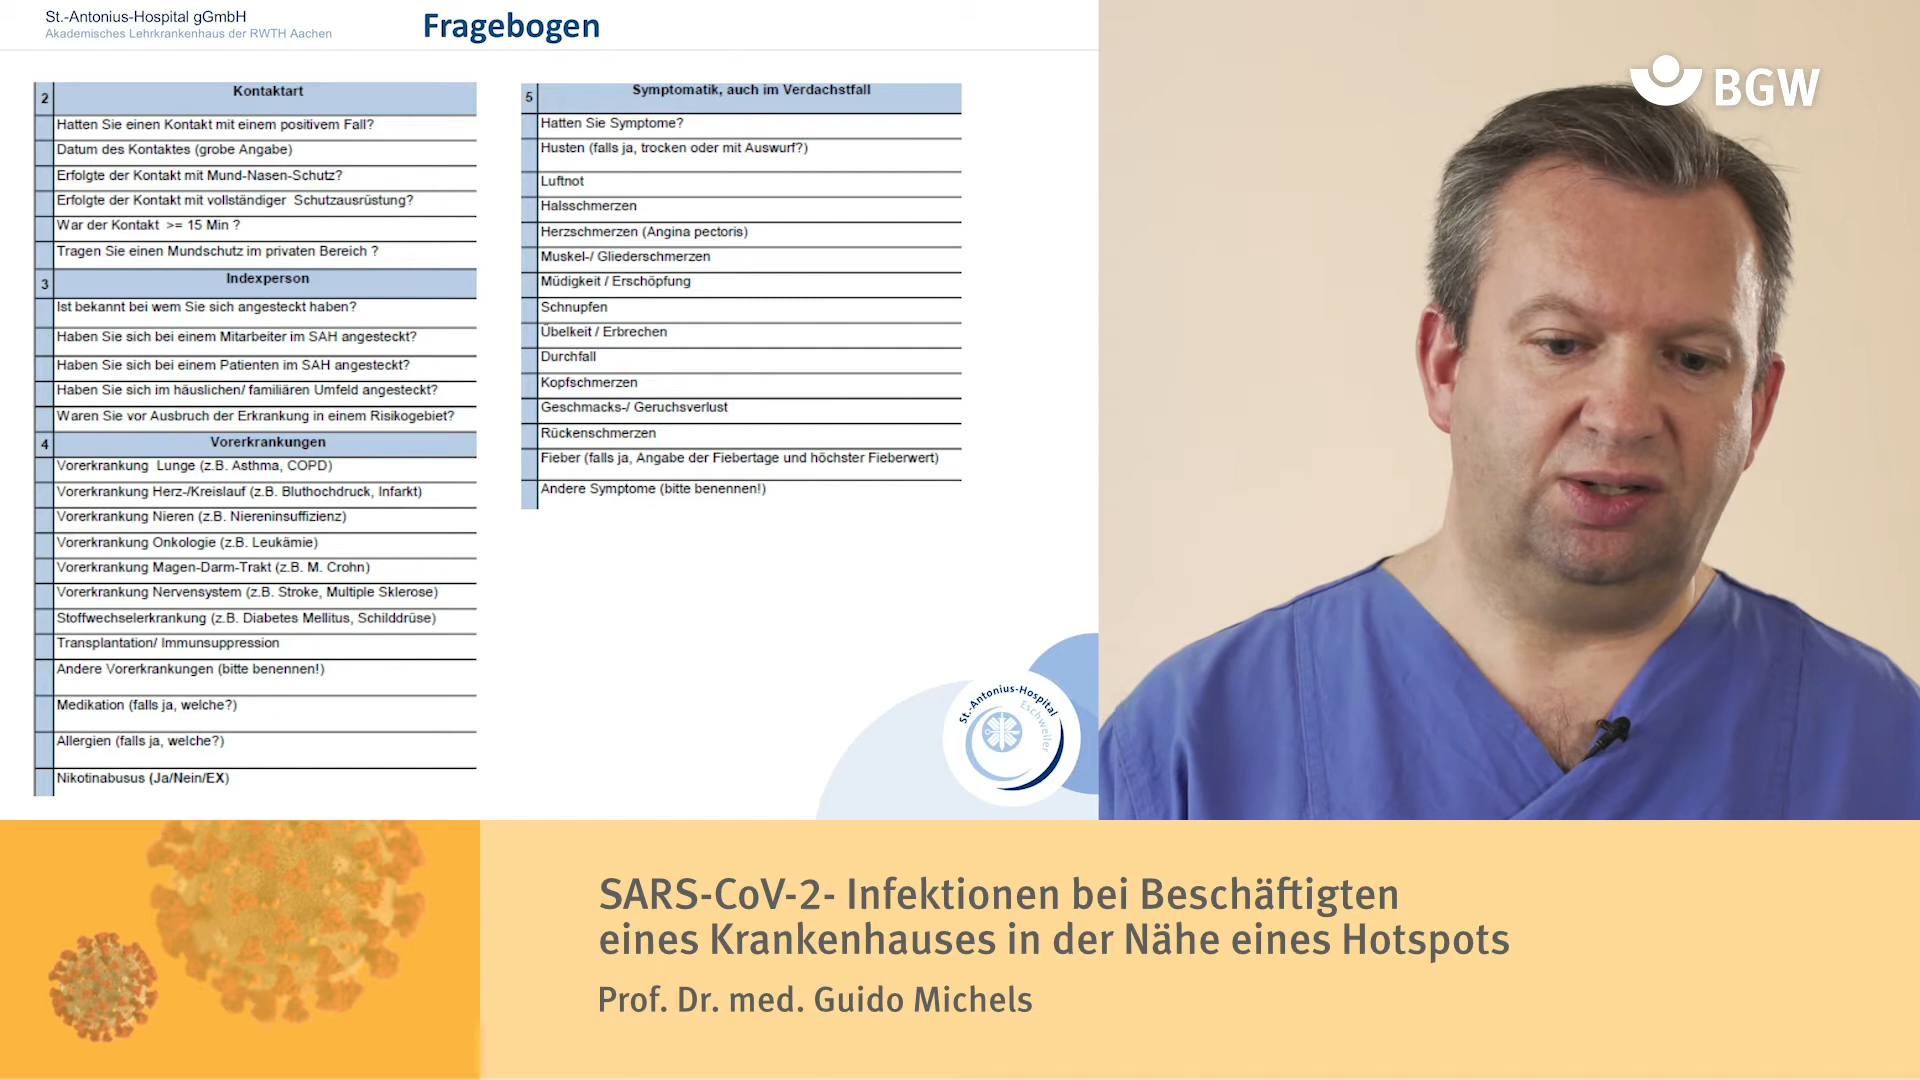 St.-Antonius-Hospital gGmbH
Akademisches Lehrkrankenhaus der RWTH Aachen
Fragebogen
2 Kontaktart
Hatten Sie einen Kontakt mit einem positivem Fall?
Datum des Kontaktes (grobe Angabe)
Erfolgte der Kontakt mit Mund-Nasen-Schutz?
Erfolgte der Kontakt mit vollständiger Schutzausrüstung?
War der Kontakt >= 15 Min ?
Tragen Sie einen Mundschutz im privaten Bereich ?
3 Indexperson
Ist bekannt bei wem Sie sich angesteckt haben?
Haben Sie sich bei einem Mitarbeiter im SAH angesteckt?
Haben Sie sich bei einem Patienten im SAH angesteckt?
Haben Sie sich im häuslichen/ familiären Umfeld angesteckt?
Waren Sie vor Ausbruch der Erkrankung in einem Risikogebiet?
4 Vorerkrankungen
Vorerkrankung Lunge (z.B. Asthma, COPD)
Vorerkrankung Herz-/Kreislauf (z.B. Bluthochdruck, Infarkt)
Vorerkrankung Nieren (z.B. Niereninsuffizienz)
Vorerkrankung Onkologie (z.B. Leukämie)
Vorerkrankung Magen-Darm-Trakt (z.B. M. Crohn)
Vorerkrankung Nervensystem (z.B. Stroke, Multiple Sklerose)
Stoffwechselerkrankung (z.B. Diabetes Mellitus, Schilddrüse)
Transplantation/ Immunsuppression
Andere Vorerkrankungen (bitte benennen!)
Medikation (falls ja, welche?)
Allergien (falls ja, welche?)
Nikotinabusus (Ja/Nein/EX)
5 Symptomatik, auch im Verdachstfall
Hatten Sie Symptome?
Husten (falls ja, trocken oder mit Auswurf?)
Luftnot
Halsschmerzen
Herzschmerzen (Angina pectoris)
Muskel-/ Gliederschmerzen
Müdigkeit / Erschöpfung
Schnupfen
Übelkeit / Erbrechen
Durchfall
Kopfschmerzen
Geschmacks-/ Geruchsverlust
Rückenschmerzen
Fieber (falls ja, Angabe der Fiebertage und höchster Fieberwert)
Andere Symptome (bitte benennen!)
St.-Antonius-Hospital
Eschweiler
BGW
SARS-CoV-2- Infektionen bei Beschäftigten
eines Krankenhauses in der Nähe eines Hotspots
Prof. Dr. med. Guido Michels